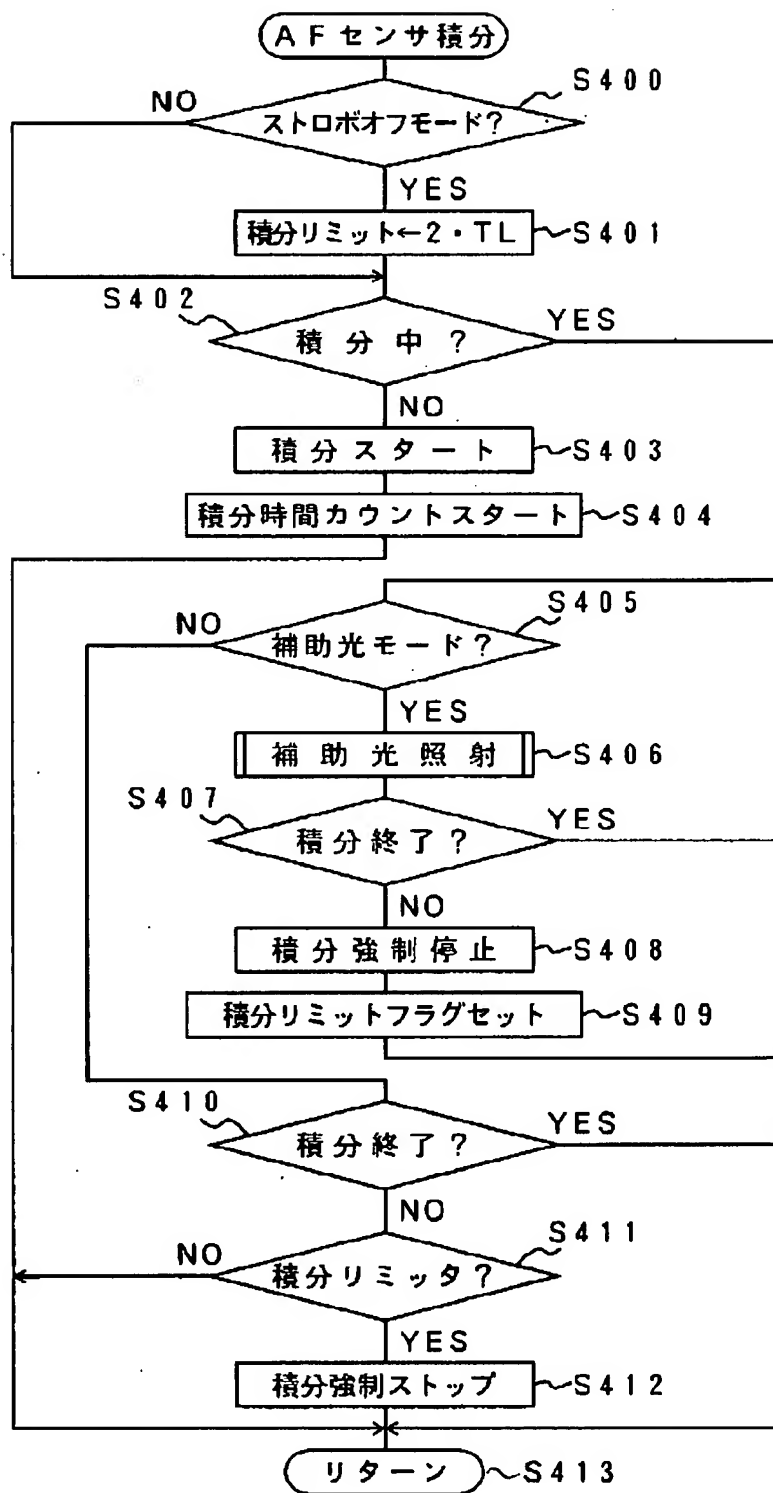 AFセンサ積分
S400
NO
ストロボオフモード?
YES
積分リミット←2・TL
S401
S402
積分中?
YES
NO
積分スタート
S403
積分時間カウントスタート
S404
S405
NO
補助光モード?
YES
補助光照射
S406
S407
積分終了?
YES
NO
積分強制停止
S408
積分リミットフラグセット
S409
S410
積分終了?
YES
NO
S411
NO
積分リミッタ?
YES
積分強制ストップ
S412
リターン
S413